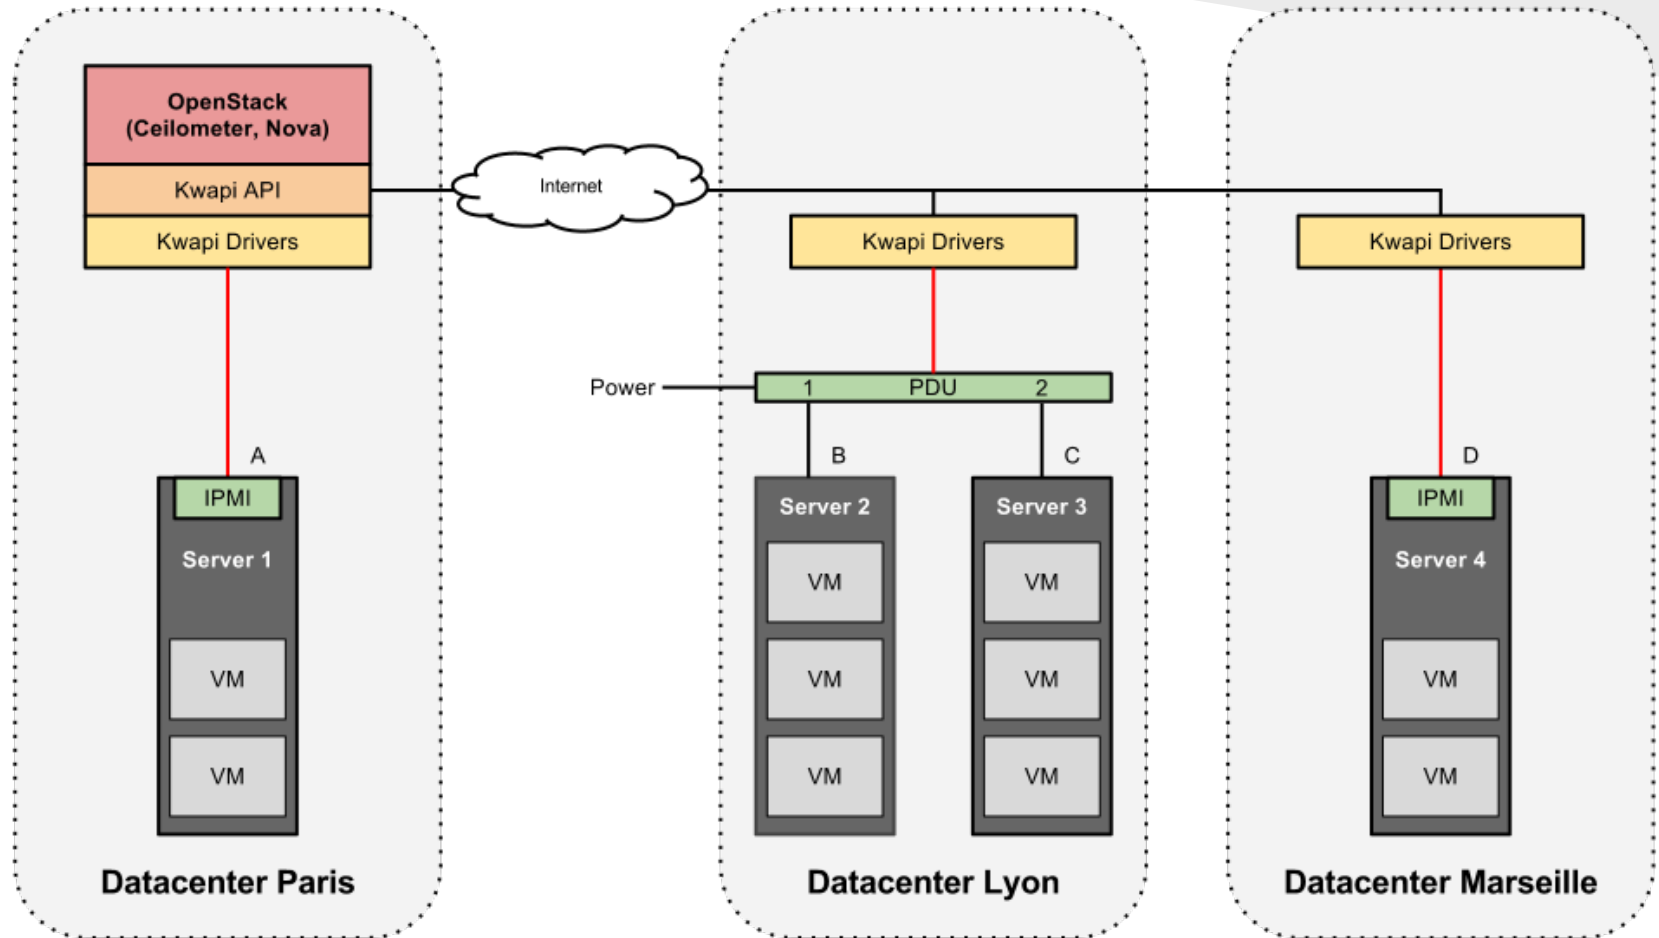 OpenStack
(Ceilometer, Nova)
Kwapi API
Kwapi Drivers
Internet
Kwapi Drivers
Kwapi Drivers
Power
1 PDU 2
A
B
C
D
IPMI
Server 1
VM
VM
Server 2
VM
VM
VM
Server 3
VM
VM
VM
IPMI
Server 4
VM
VM
Datacenter Paris
Datacenter Lyon
Datacenter Marseille